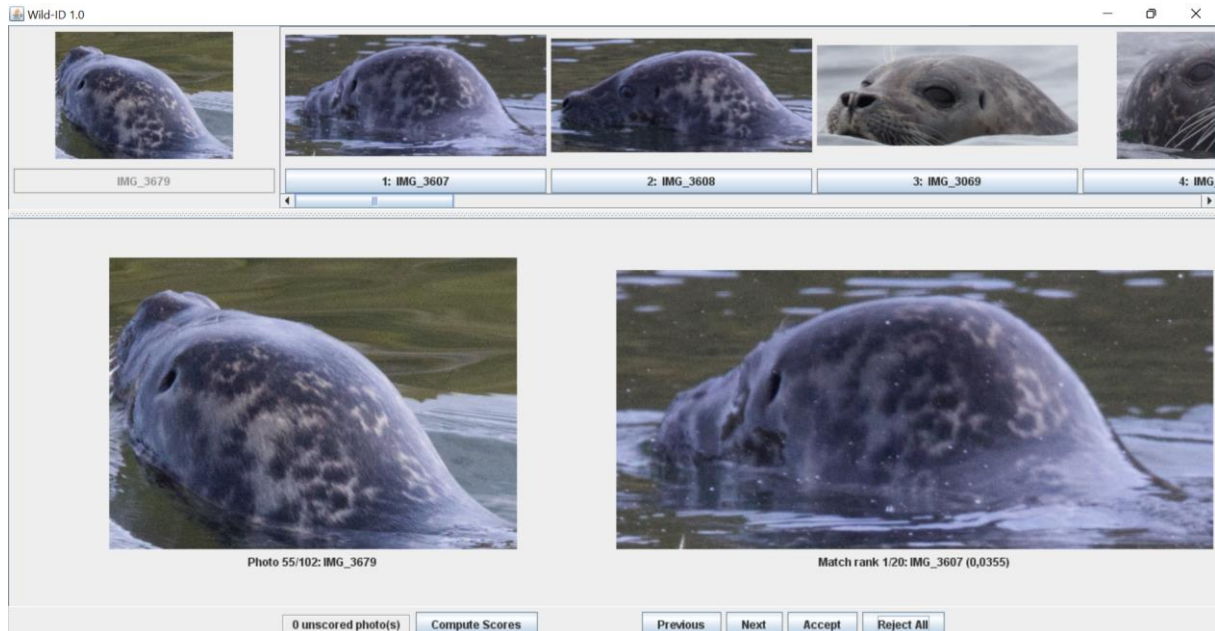 Wild-ID 1.0
IMG_3679
1: IMG_3607
2: IMG_3608
3: IMG_3069
4: IMG_
Photo 55/102: IMG_3679
Match rank 1/20: IMG_3607 (0,0355)
0 unscored photo(s)
Compute Scores
Previous
Next
Accept
Reject All